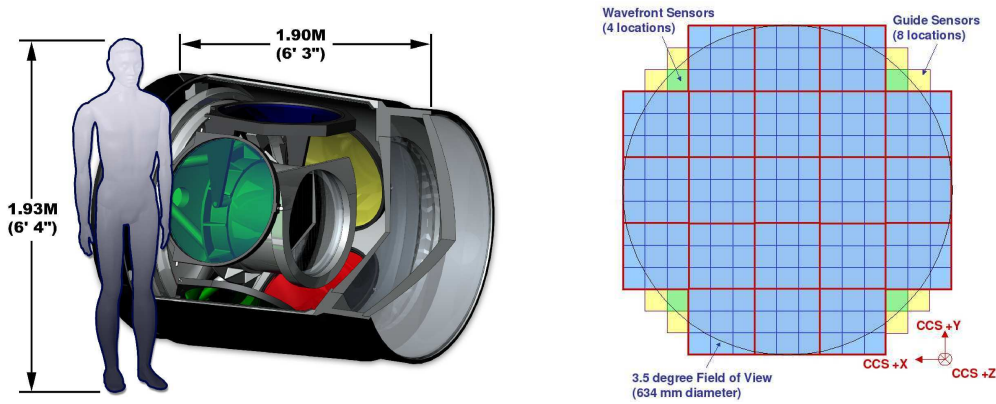 1.90M
(6' 3")
1.93M
(6' 4")
Wavefront Sensors
(4 locations)
Guide Sensors
(8 locations)
CCS +Y
CCS +X
CCS +Z
3.5 degree Field of View
(634 mm diameter)